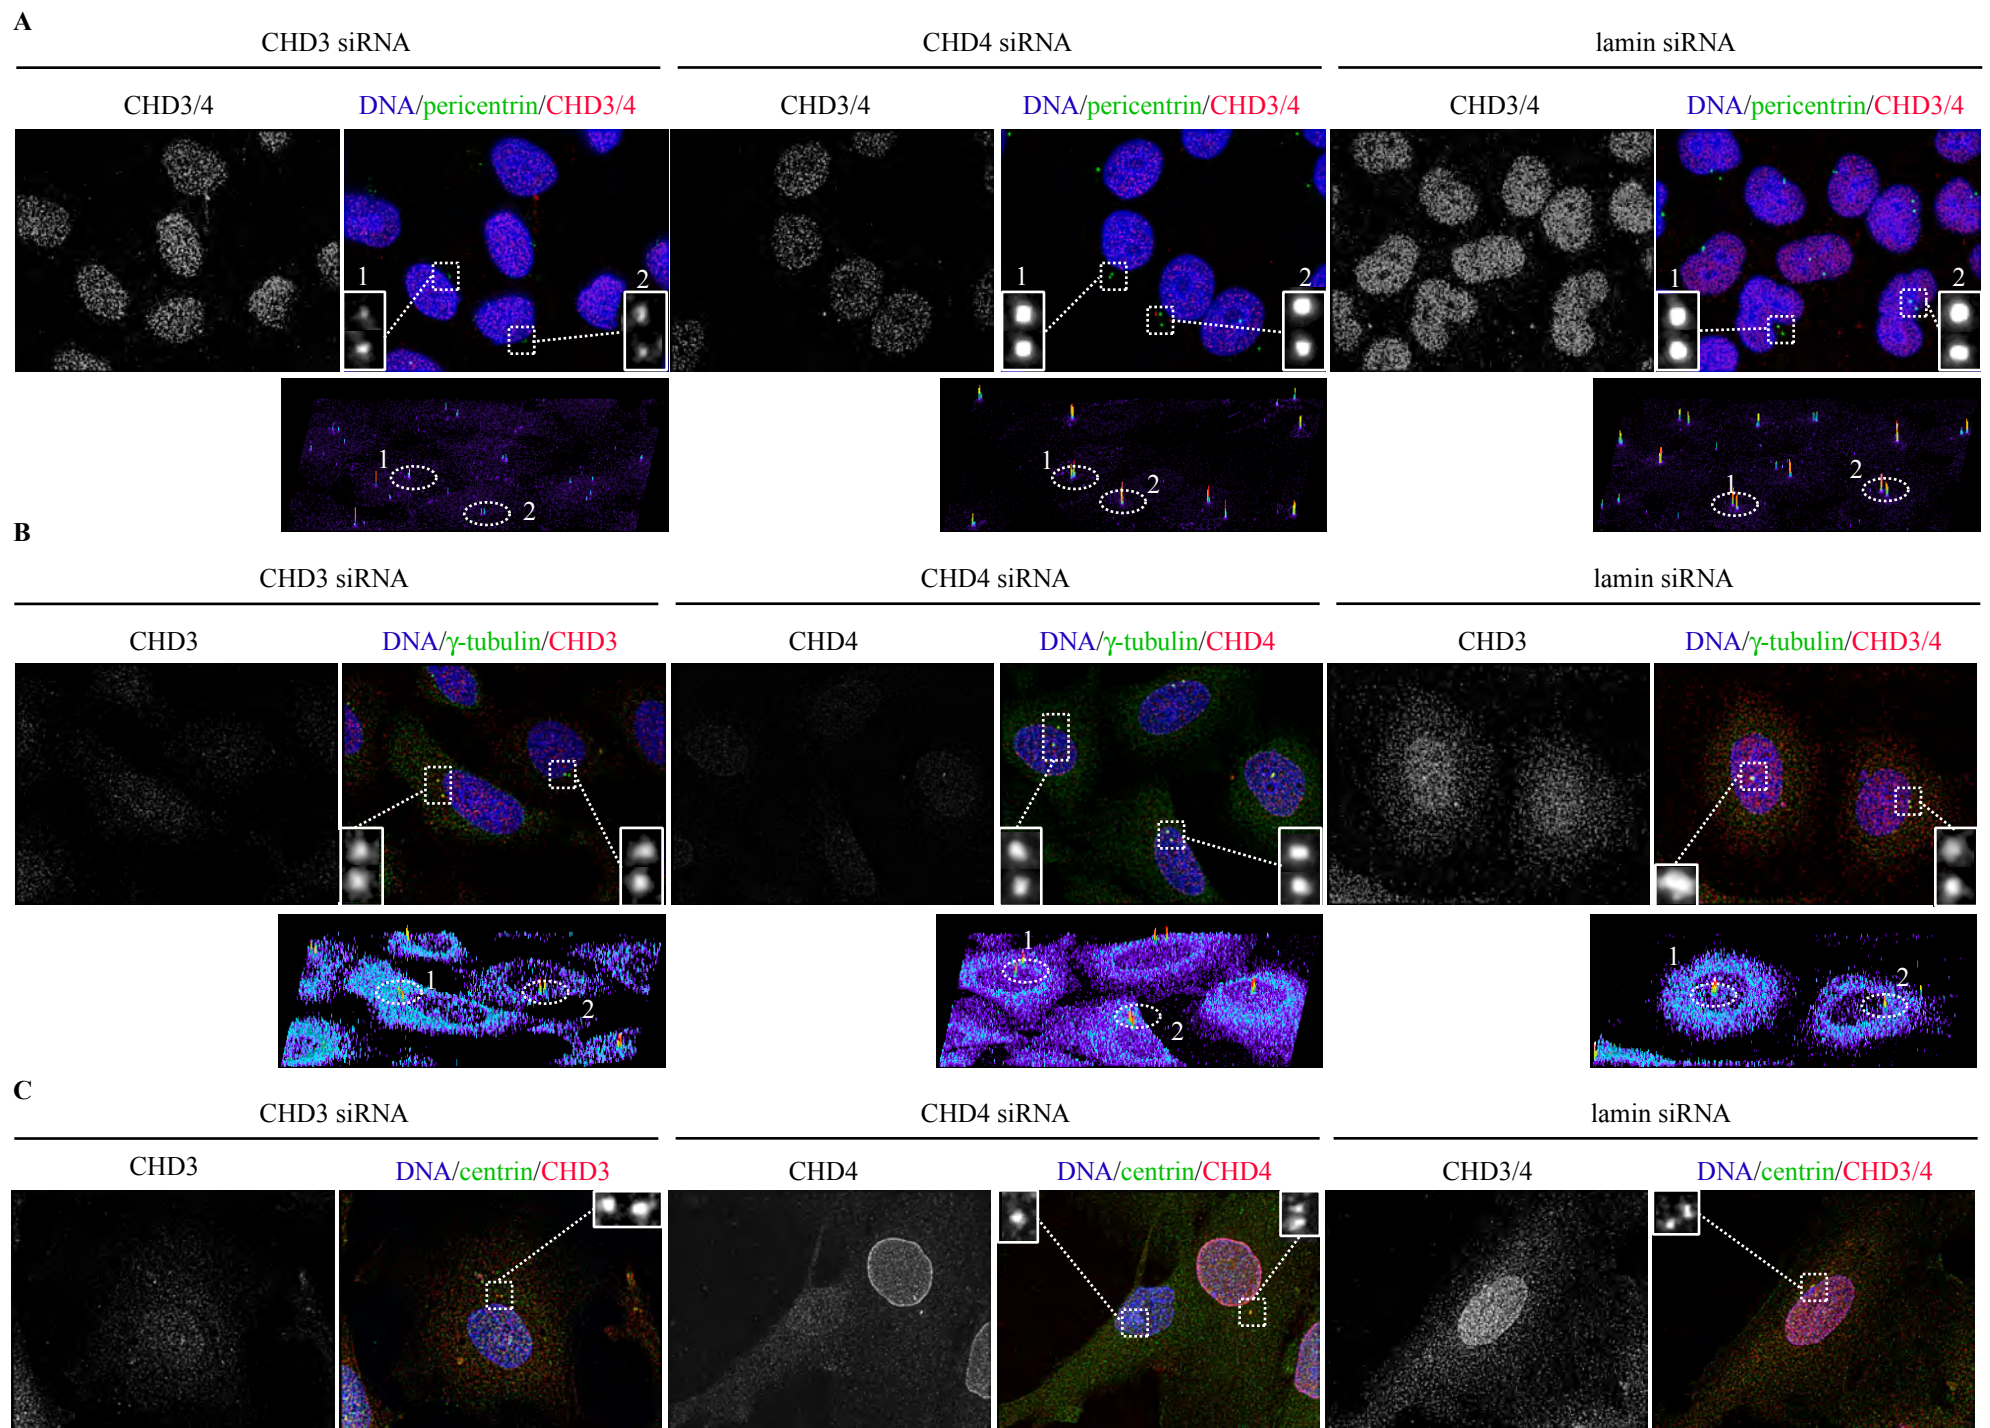 A
CHD3 siRNA CHD4 siRNA lamin siRNA
CHD3/4 DNA/pericentrin/CHD3/4 CHD3/4 DNA/pericentrin/CHD3/4 CHD3/4 DNA/pericentrin/CHD3/4
1 2 1 2 1 2
1 2 1 2 1 2
B
CHD3 siRNA CHD4 siRNA lamin siRNA
CHD3 DNA/γ-tubulin/CHD3 CHD4 DNA/γ-tubulin/CHD4 CHD3 DNA/γ-tubulin/CHD3/4
1 2 1 2 1 2
C
CHD3 siRNA CHD4 siRNA lamin siRNA
CHD3 DNA/centrin/CHD3 CHD4 DNA/centrin/CHD4 CHD3/4 DNA/centrin/CHD3/4